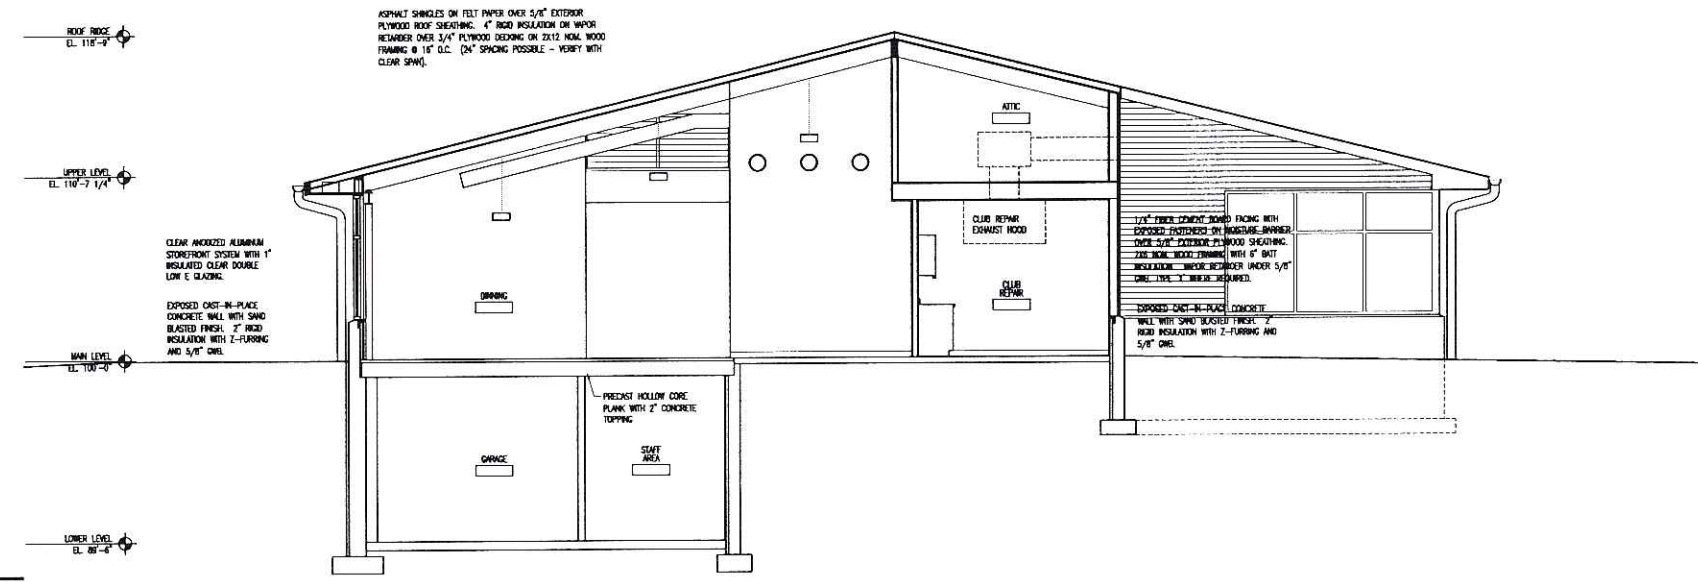 ASPHALT SHINGLES ON FELT PAPER OVER 5/8" EXTERIOR
PLYWOOD ROOF SHEATHING. 4" RIGID INSULATION ON VAPOR
RETARDER OVER 3/4" PLYWOOD DECKING ON 2X12 NOM. WOOD
FRAMING @ 16" O.C. (24" SPACING POSSIBLE - VERIFY WITH
CLEAR SPAN).
ROOF RIDGE
EL. 118'-9"
ATTIC
UPPER LEVEL
EL. 110'-7 1/4"
CLUB REPAIR
EXHAUST HOOD
1/4" FIBER CEMENT BOARD FACING WITH
EXPOSED FASTENERS ON MOISTURE BARRIER
OVER 5/8" EXTERIOR PLYWOOD SHEATHING.
2X6 NOM. WOOD FRAMING WITH 6" BATT
INSULATION. VAPOR RETARDER UNDER 5/8"
GWB. TYPE 'X' WHERE REQUIRED.
CLEAR ANODIZED ALUMINUM
STOREFRONT SYSTEM WITH 1"
INSULATED CLEAR DOUBLE
LOW E GLAZING.
DINING
CLUB
REPAIR
EXPOSED CAST-IN-PLACE
CONCRETE WALL WITH SAND
BLASTED FINISH. 2" RIGID
INSULATION WITH Z-FURRING
AND 5/8" GWB.
EXPOSED CAST-IN-PLACE CONCRETE
WALL WITH SAND BLASTED FINISH. 2"
RIGID INSULATION WITH Z-FURRING AND
5/8" GWB.
MAIN LEVEL
EL. 100'-0"
PRECAST HOLLOW CORE
PLANK WITH 2" CONCRETE
TOPPING
GARAGE
STAFF
AREA
LOWER LEVEL
EL. 89'-6"